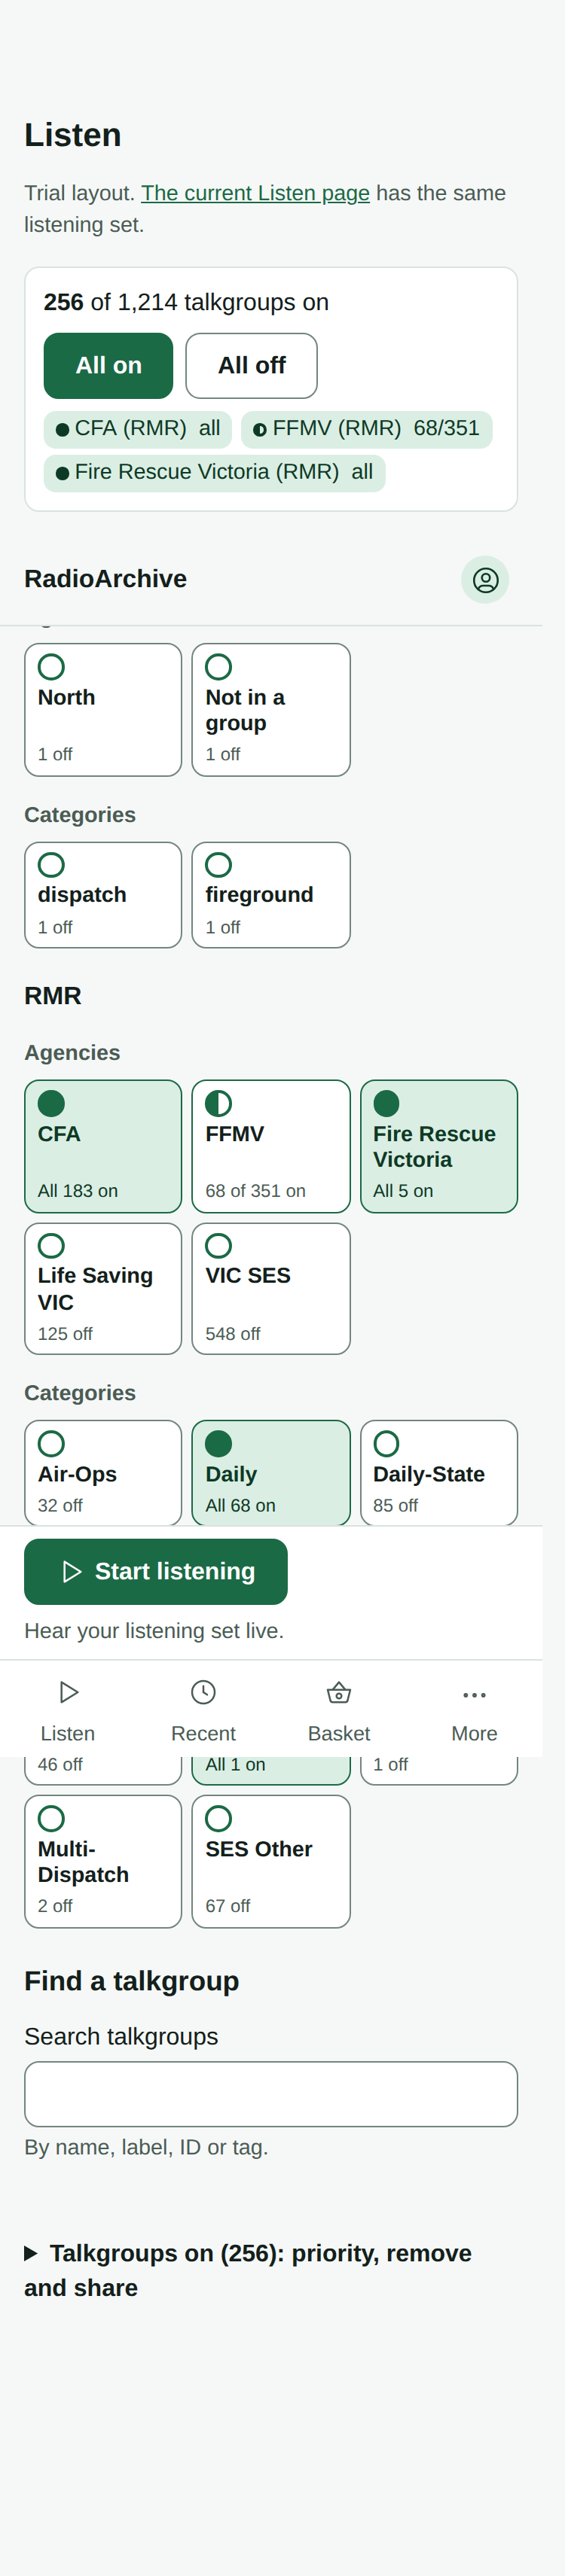 Listen
Trial layout. The current Listen page has the same
listening set.
256 of 1,214 talkgroups on
All on
All off
CFA (RMR) all
FFMV (RMR) 68/351
Fire Rescue Victoria (RMR) all
RadioArchive
North
1 off
Not in a
group
1 off
Categories
dispatch
1 off
fireground
1 off
RMR
Agencies
CFA
All 183 on
FFMV
68 of 351 on
Fire Rescue
Victoria
All 5 on
Life Saving
VIC
125 off
VIC SES
548 off
Categories
Air-Ops
32 off
Daily
All 68 on
Daily-State
85 off
Start listening
Hear your listening set live.
Listen
Recent
Basket
More
46 off
All 1 on
1 off
Multi-
Dispatch
2 off
SES Other
67 off
Find a talkgroup
Search talkgroups
By name, label, ID or tag.
Talkgroups on (256): priority, remove
and share